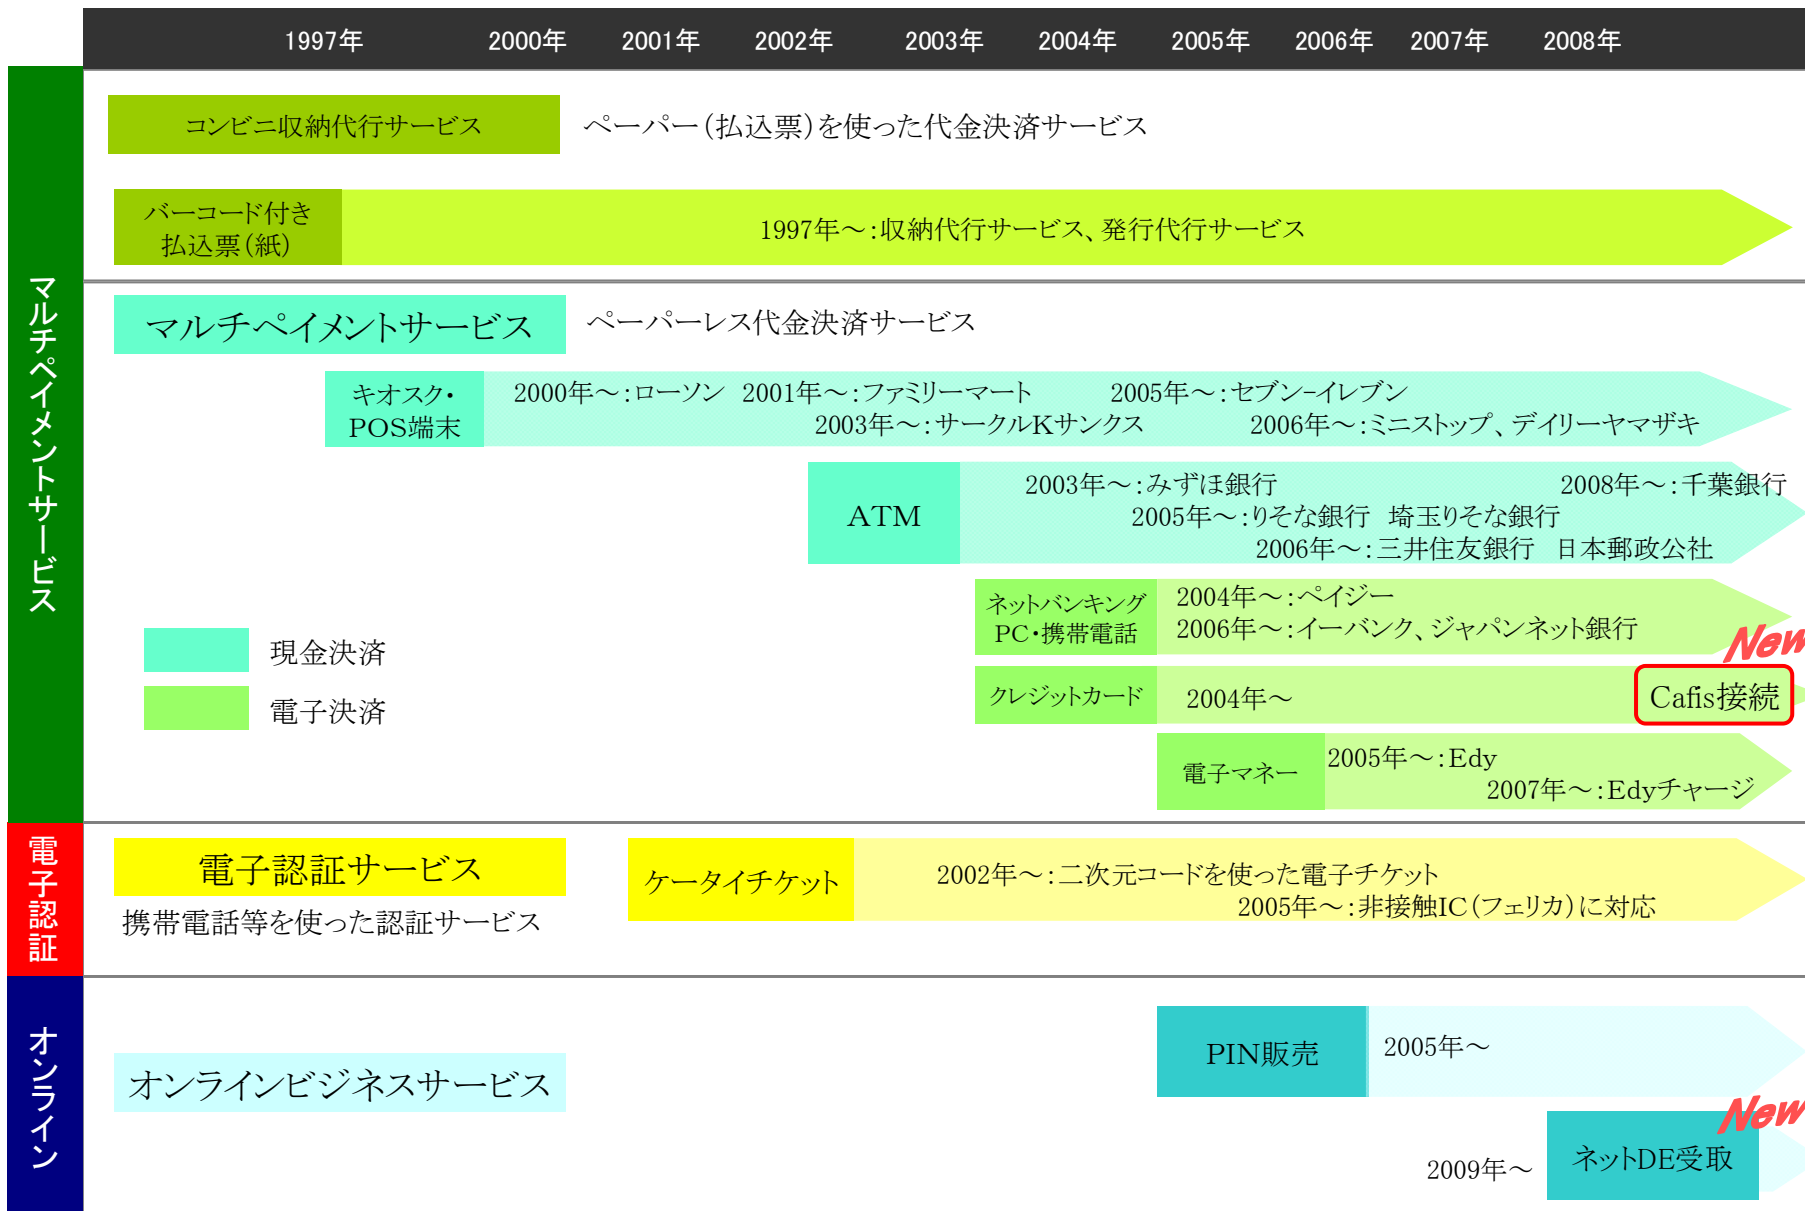 1997年 2000年 2001年 2002年 2003年 2004年 2005年 2006年 2007年 2008年
マルチペイメントサービス
コンビニ収納代行サービス
ペーパー(払込票)を使った代金決済サービス
バーコード付き
払込票(紙)
1997年～:収納代行サービス、発行代行サービス
マルチペイメントサービス
ペーパーレス代金決済サービス
キオスク・
POS端末
2000年～:ローソン 2001年～:ファミリーマート 2005年～:セブン-イレブン
2003年～:サークルKサンクス 2006年～:ミニストップ、デイリーヤマザキ
ATM
2003年～:みずほ銀行 2008年～:千葉銀行
2005年～:りそな銀行 埼玉りそな銀行
2006年～:三井住友銀行 日本郵政公社
ネットバンキング
PC・携帯電話
2004年～:ペイジー
2006年～:イーバンク、ジャパンネット銀行
現金決済
電子決済
New
クレジットカード
2004年～
Cafis接続
電子マネー
2005年～:Edy
2007年～:Edyチャージ
電子認証
電子認証サービス
携帯電話等を使った認証サービス
ケータイチケット
2002年～:二次元コードを使った電子チケット
2005年～:非接触IC(フェリカ)に対応
オンライン
オンラインビジネスサービス
PIN販売
2005年～
New
2009年～
ネットDE受取